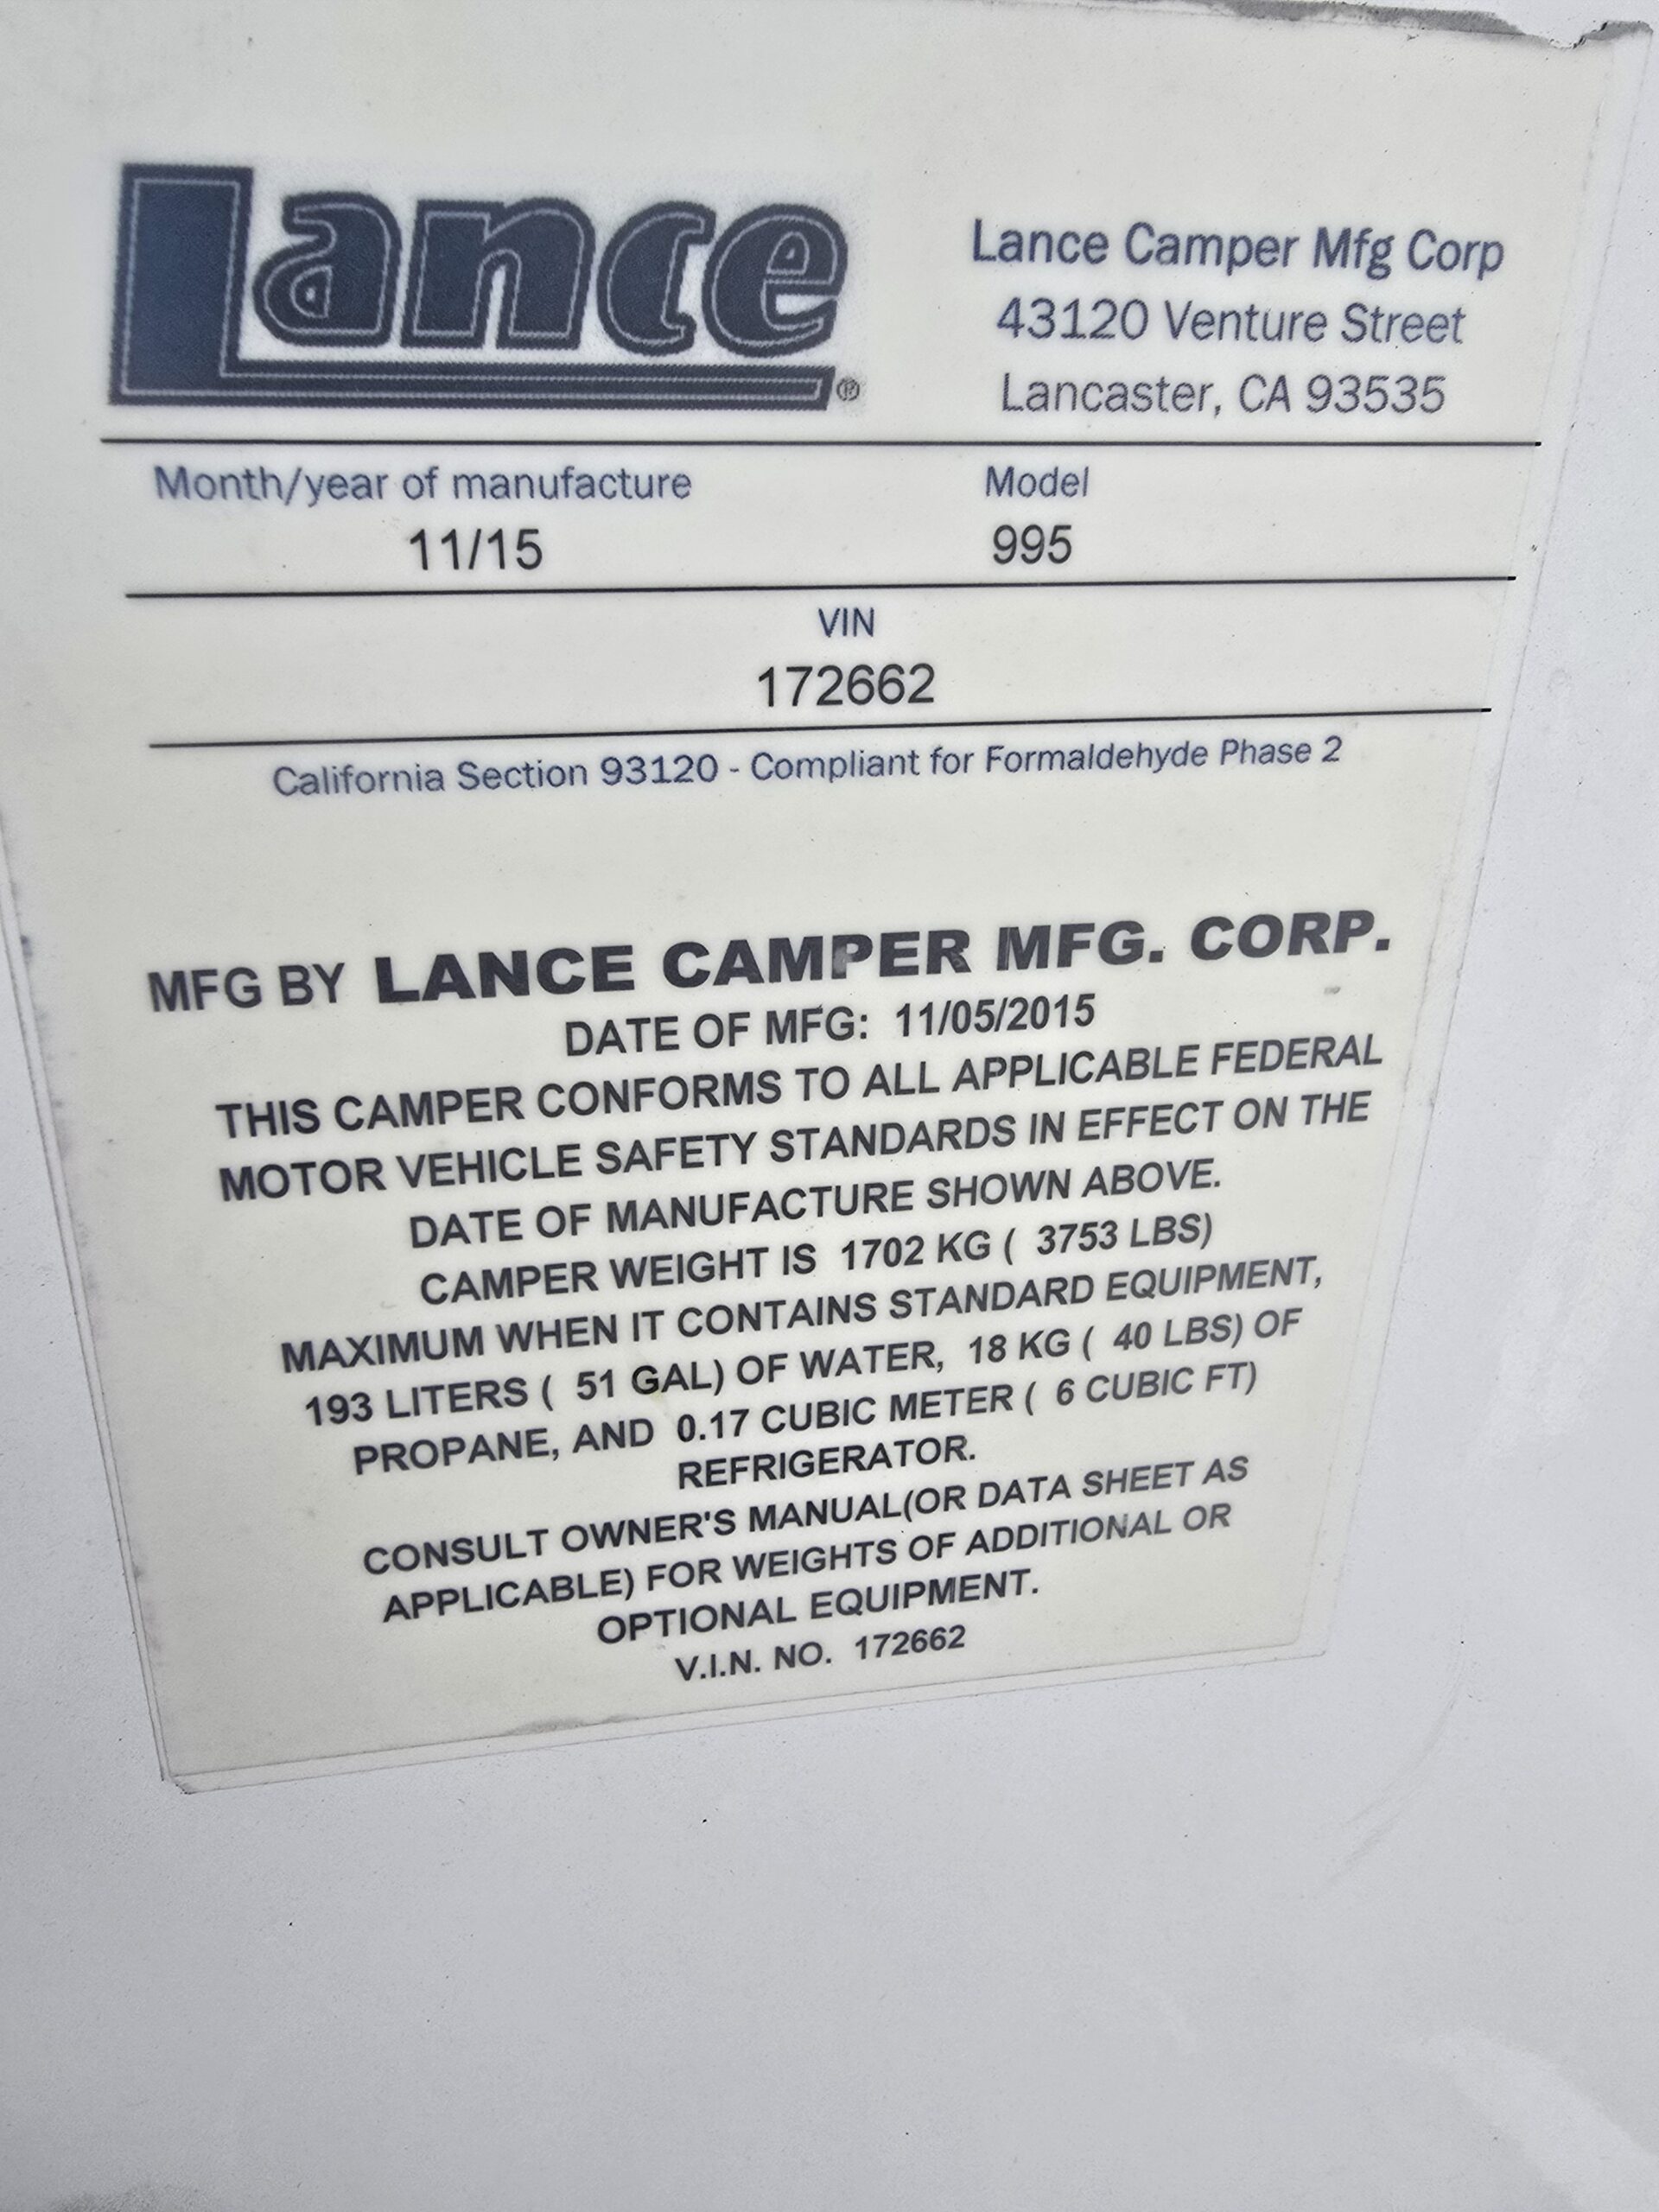 Lance®
Lance Camper Mfg Corp
43120 Venture Street
Lancaster, CA 93535
Month/year of manufacture
11/15
Model
995
VIN
172662
California Section 93120 - Compliant for Formaldehyde Phase 2
MFG BY LANCE CAMPER MFG. CORP.
DATE OF MFG: 11/05/2015
THIS CAMPER CONFORMS TO ALL APPLICABLE FEDERAL
MOTOR VEHICLE SAFETY STANDARDS IN EFFECT ON THE
DATE OF MANUFACTURE SHOWN ABOVE.
CAMPER WEIGHT IS 1702 KG ( 3753 LBS)
MAXIMUM WHEN IT CONTAINS STANDARD EQUIPMENT,
193 LITERS ( 51 GAL) OF WATER, 18 KG ( 40 LBS) OF
PROPANE, AND 0.17 CUBIC METER ( 6 CUBIC FT)
REFRIGERATOR.
CONSULT OWNER'S MANUAL(OR DATA SHEET AS
APPLICABLE) FOR WEIGHTS OF ADDITIONAL OR
OPTIONAL EQUIPMENT.
V.I.N. NO. 172662